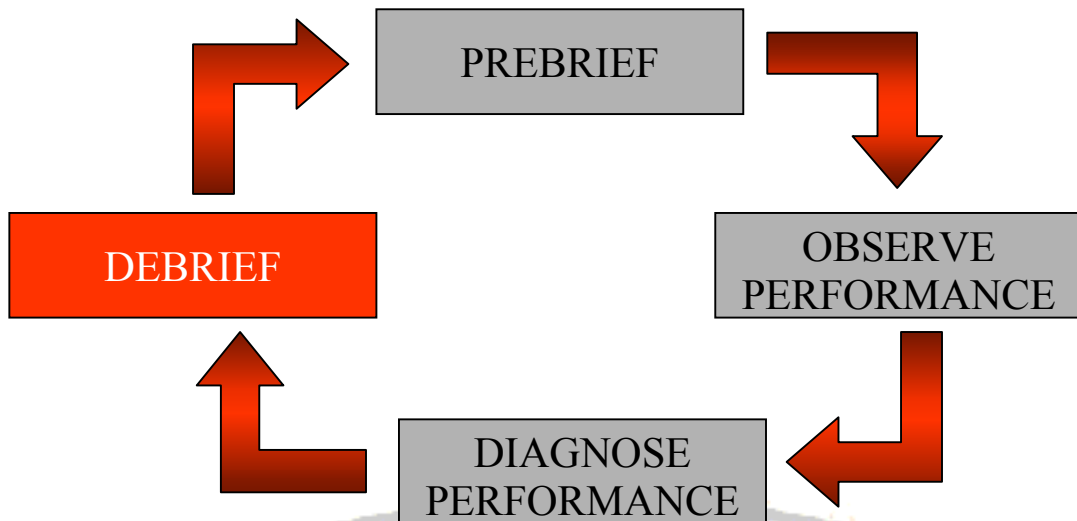 PREBRIEF
DEBRIEF
OBSERVE
PERFORMANCE
DIAGNOSE
PERFORMANCE